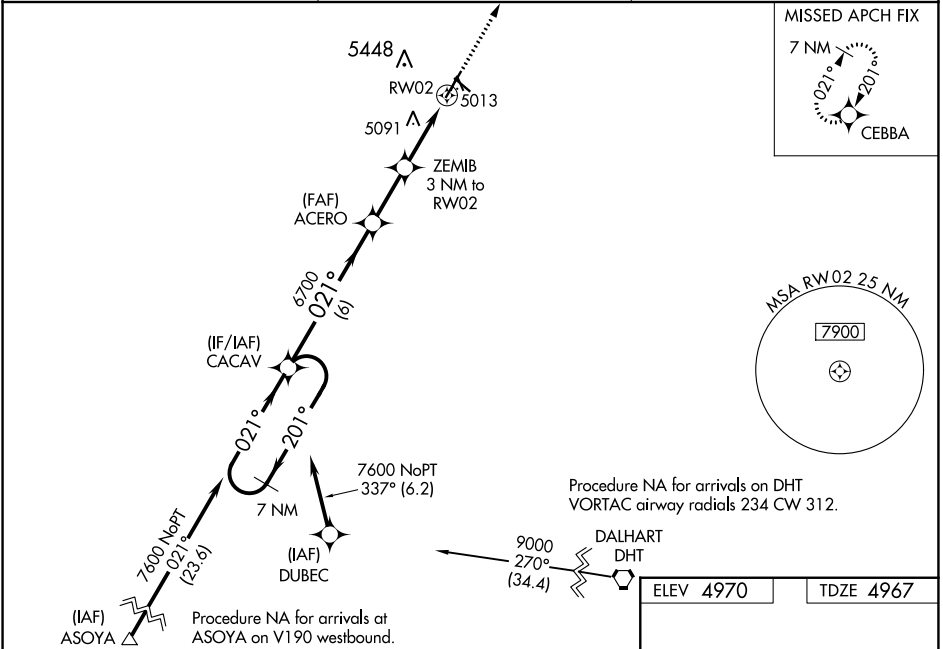 MISSED APCH FIX
7 NM
021°
201°
CEBBA
5448
RW02
5013
5091
ZEMIB
3 NM to
RW02
(FAF)
ACERO
6700
021°
(6)
(IF/IAF)
CACAV
021°
201°
7 NM
MSA RW02 25 NM
7900
7600 NoPT
337° (6.2)
(IAF)
DUBEC
7600 NoPT
021°
(23.6)
(IAF)
ASOYA
Procedure NA for arrivals at
ASOYA on V190 westbound.
Procedure NA for arrivals on DHT
VORTAC airway radials 234 CW 312.
9000
270°
(34.4)
DALHART
DHT
ELEV 4970
TDZE 4967